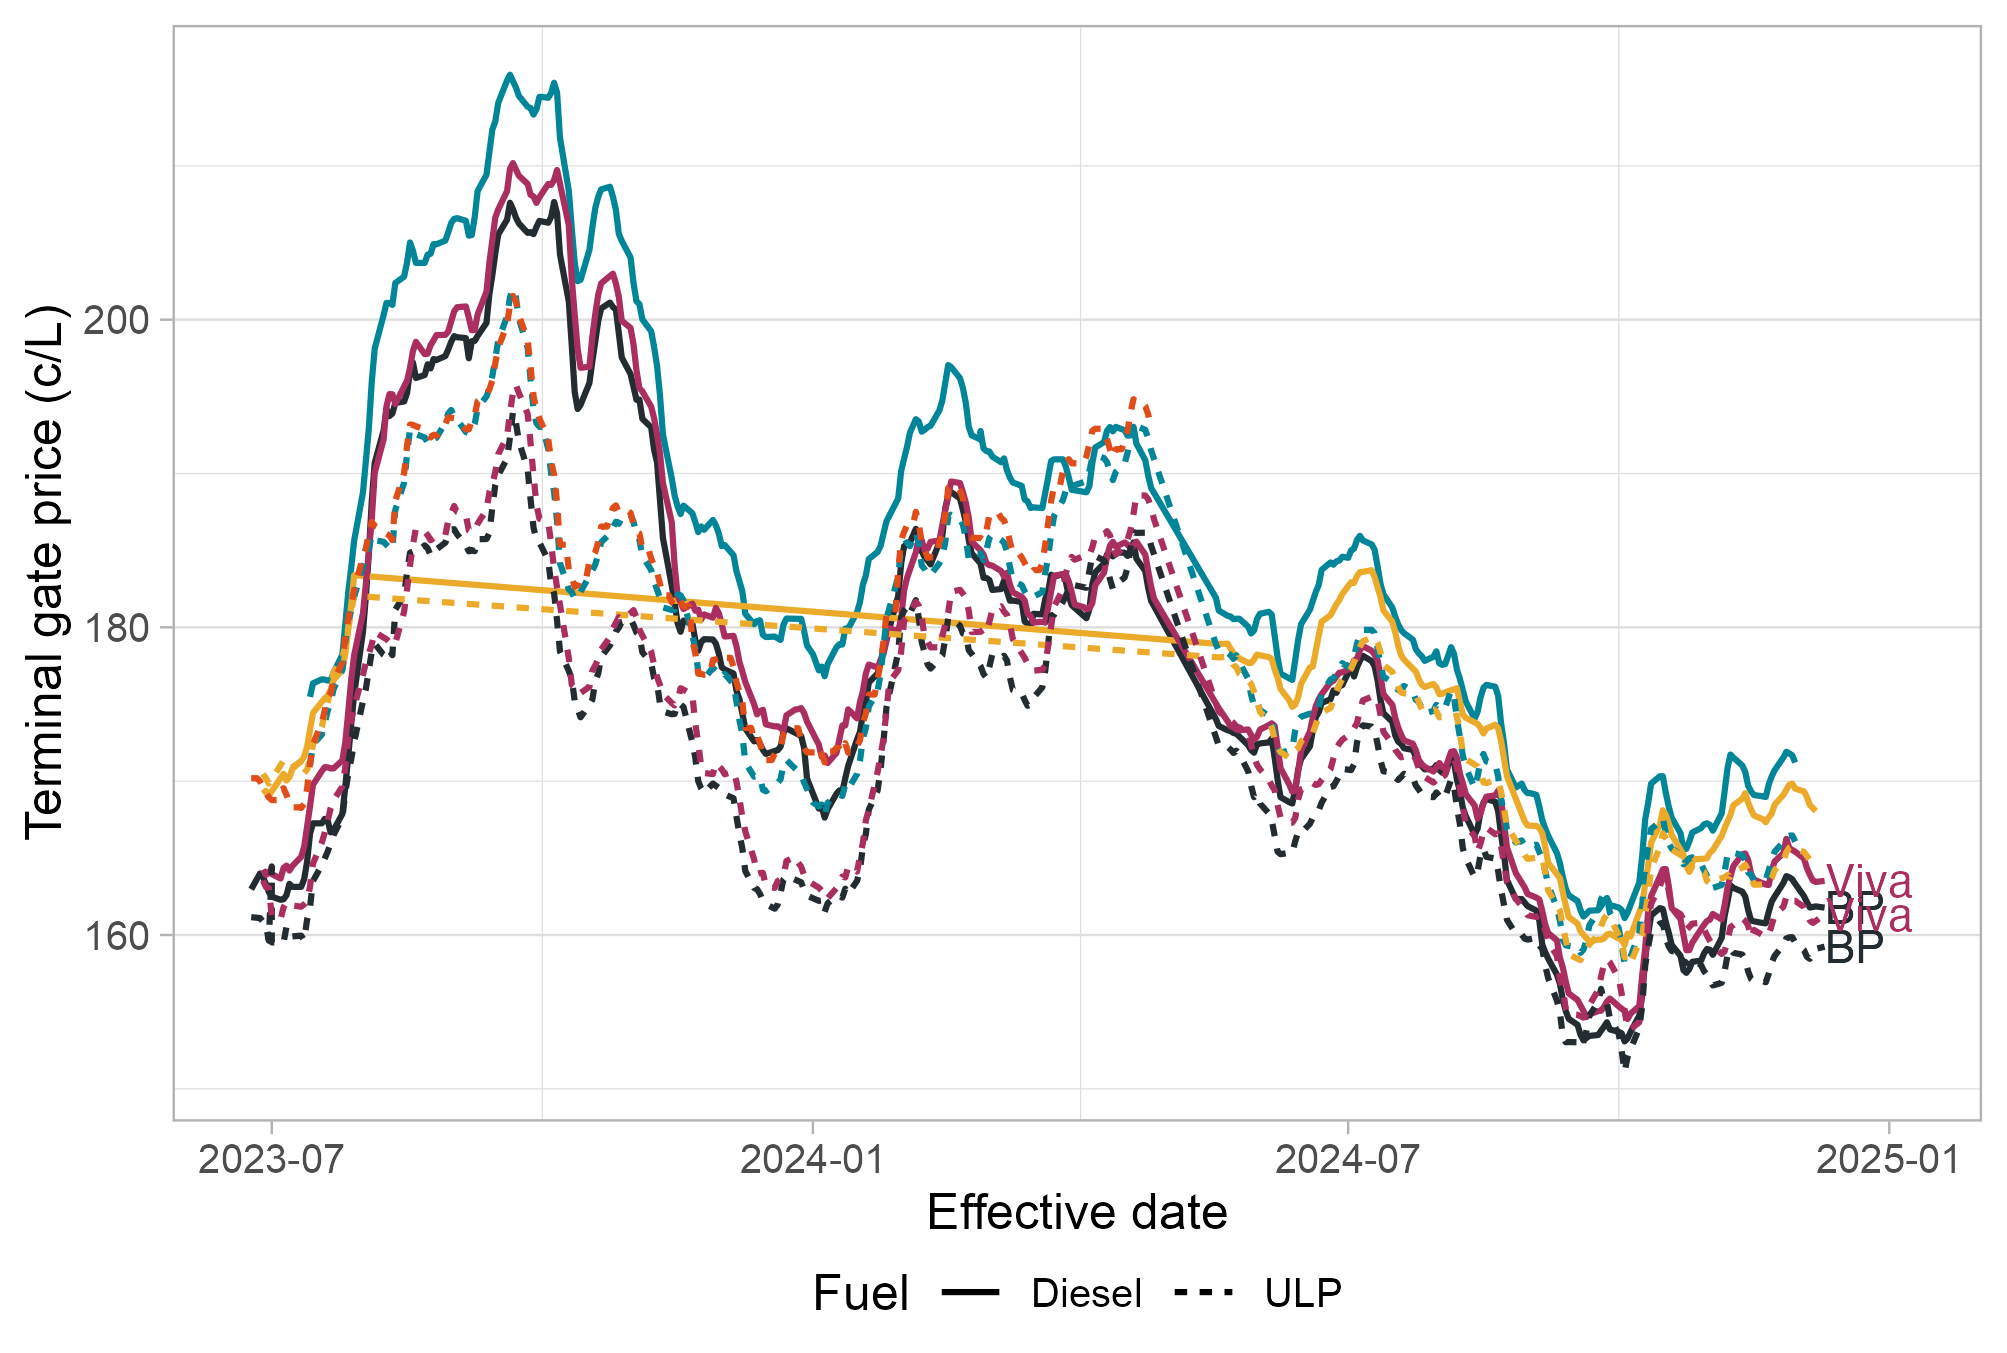 Terminal gate price (c/L)
200
180
160
Viva
BP
Viva
BP
2023-07
2024-01
2024-07
2025-01
Effective date
Fuel
Diesel
ULP